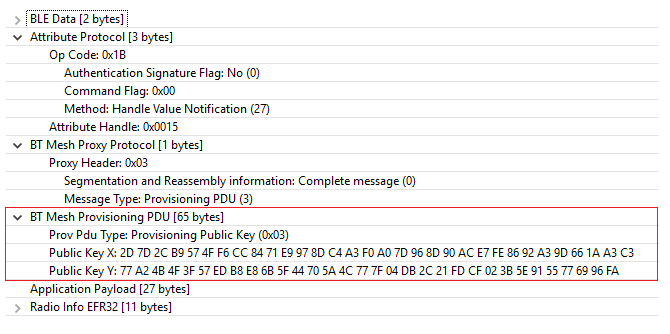 BLE Data [2 bytes]
Attribute Protocol [3 bytes]
Op Code: 0x1B
Authentication Signature Flag: No (0)
Command Flag: 0x00
Method: Handle Value Notification (27)
Attribute Handle: 0x0015
BT Mesh Proxy Protocol [1 bytes]
Proxy Header: 0x03
Segmentation and Reassembly information: Complete message (0)
Message Type: Provisioning PDU (3)
BT Mesh Provisioning PDU [65 bytes]
Prov Pdu Type: Provisioning Public Key (0x03)
Public Key X: 2D 7D 2C B9 57 4F F6 CC 84 71 E9 97 8D C4 A3 F0 A0 7D 96 8D 90 AC E7 FE 86 92 A3 9D 66 1A A3 C3
Public Key Y: 77 A2 4B 4F 3F 57 ED B8 E8 6B 5F 44 70 5A 4C 77 7F 04 DB 2C 21 FD CF 02 3B 5E 91 55 77 69 96 FA
Application Payload [27 bytes]
Radio Info EFR32 [11 bytes]